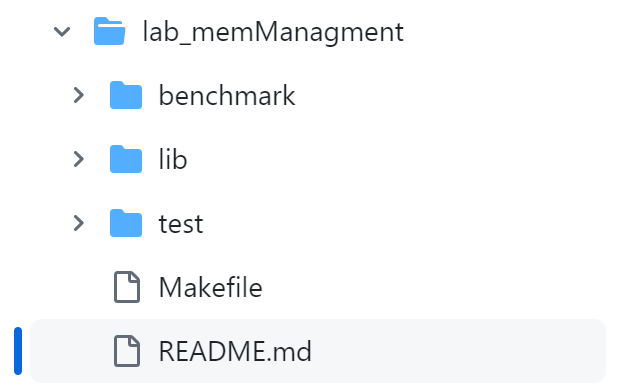 lab_memManagment
benchmark
lib
test
Makefile
README.md